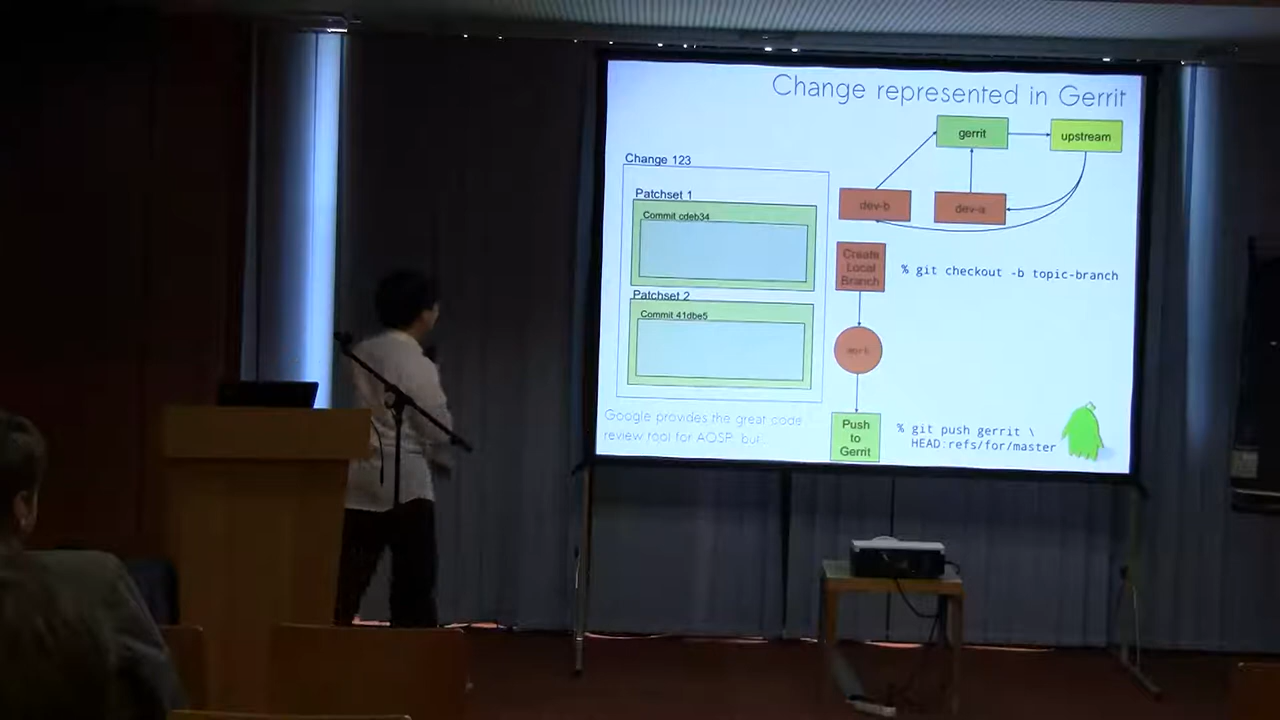 Change represented in Gerrit
gerrit
upstream
Change 123
Patchset 1
Commit cdeb34
dev-b
dev-a
Create
Local
Branch
% git checkout -b topic-branch
Patchset 2
Commit 41dbe5
work
Google provides the great code
review tool for AOSP, but...
Push
to
Gerrit
% git push gerrit \
HEAD:refs/for/master